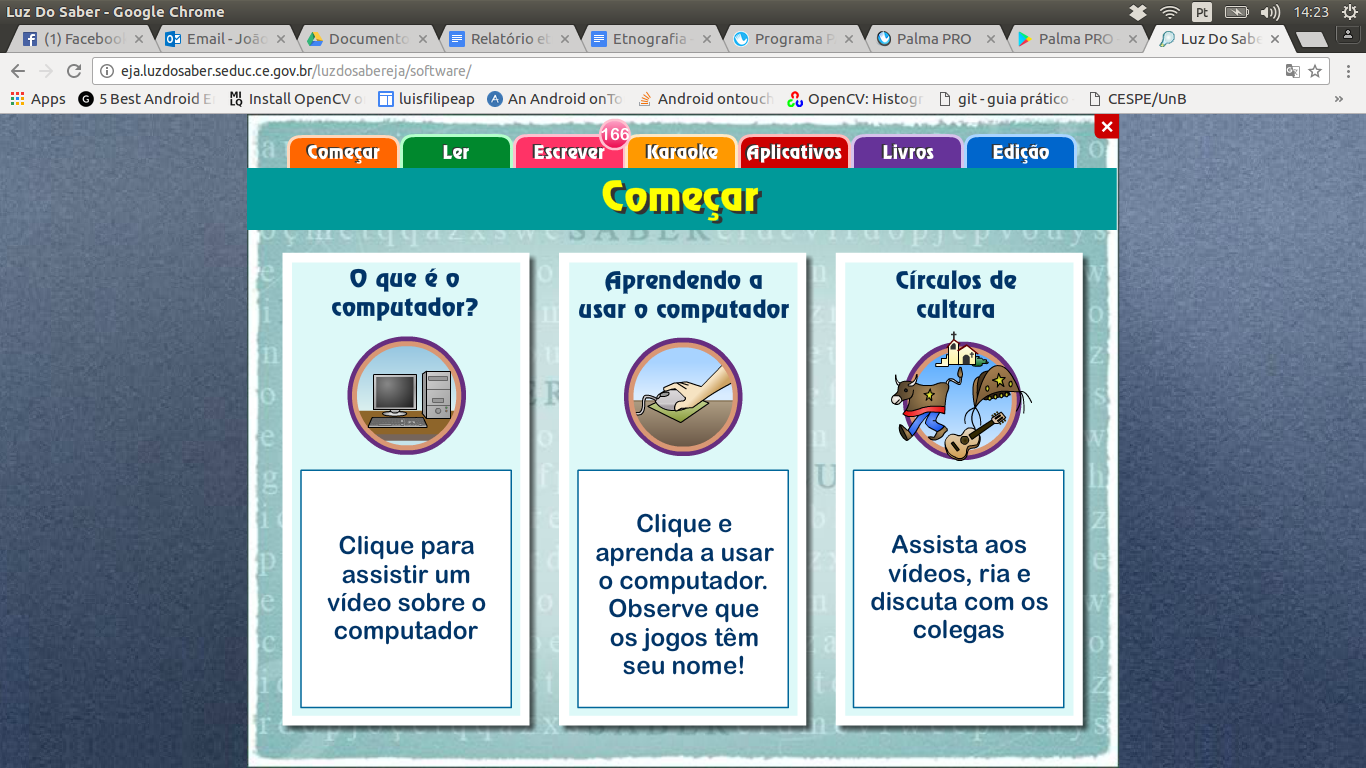 Luz Do Saber - Google Chrome
Pt
14:23
(1) Faceboo
Email - Joã
Documento
Relatório et
Etnografia -
Programa P
Palma PRO
Palma PRO
Luz Do Sabe
eja.luzdosaber.seduc.ce.gov.br/luzdosabereja/software/
Apps
5 Best Android E
Install OpenCV o
luisfilipeap
An Android onTo
Android ontouch
OpenCV: Histogr
git - guia prático
CESPE/UnB
»
Começar
Ler
Escrever
166
Karaoke
Aplicativos
Livros
Edição
Começar
O que é o
computador?
Clique para
assistir um
vídeo sobre o
computador
Aprendendo a
usar o computador
Clique e
aprenda a usar
o computador.
Observe que
os jogos têm
seu nome!
Círculos de
cultura
Assista aos
vídeos, ria e
discuta com os
colegas